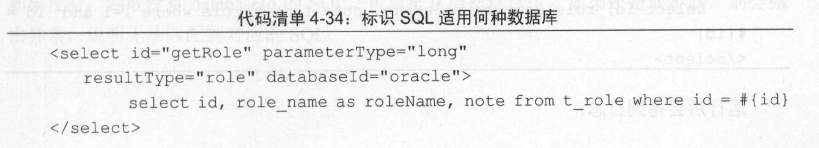 代码清单 4-34：标识 SQL 适用何种数据库
<select id="getRole" parameterType="long"
resultType="role" databaseId="oracle">
select id, role_name as roleName, note from t_role where id = #{id}
</select>